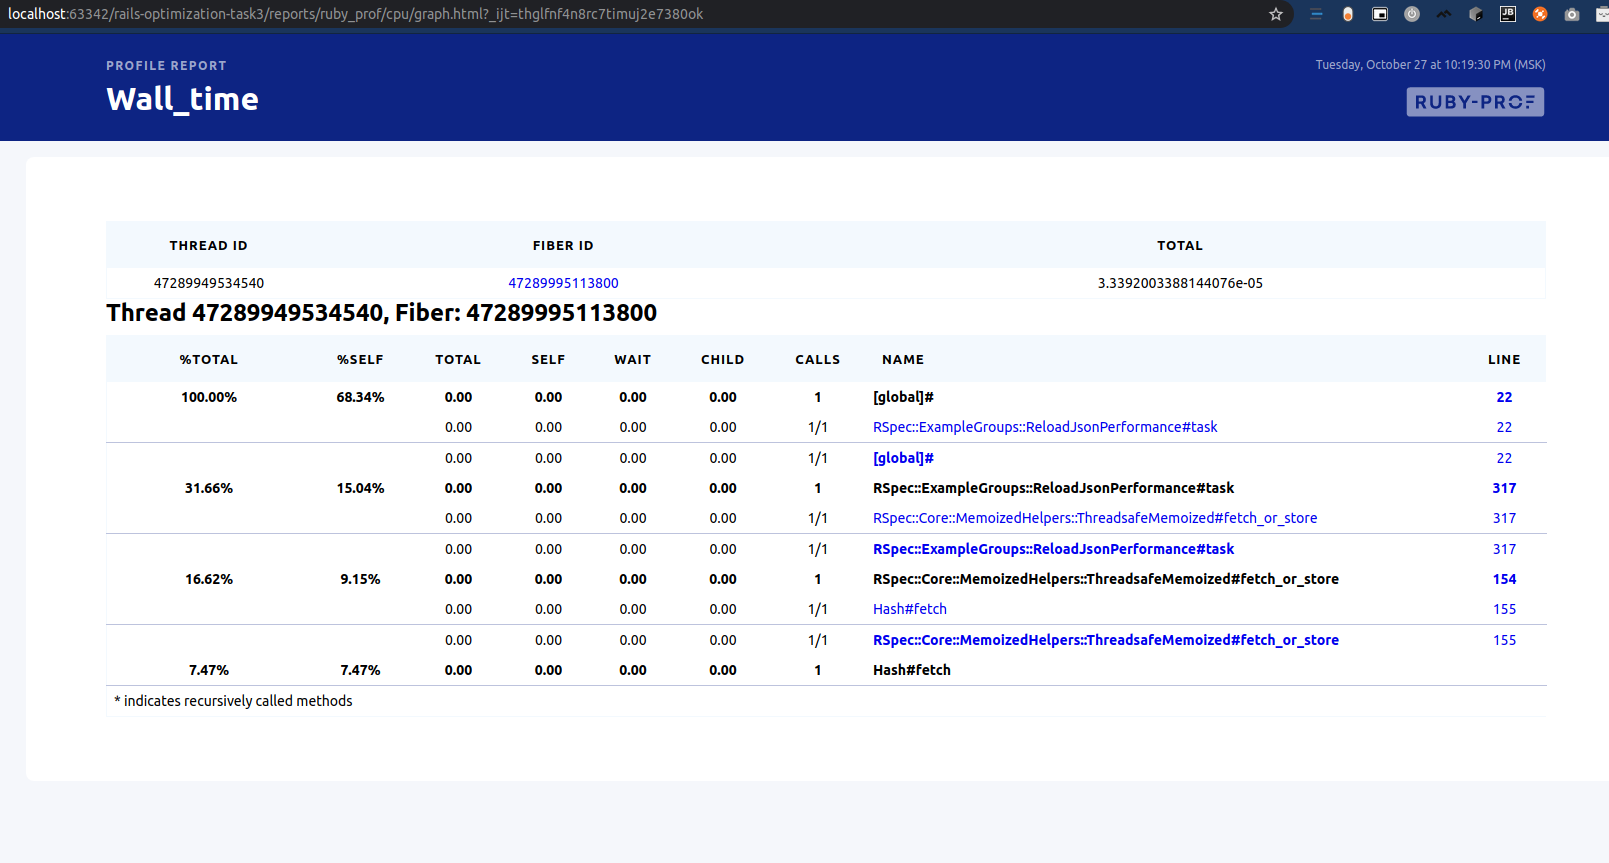 localhost:63342/rails-optimization-task3/reports/ruby_prof/cpu/graph.html?_ijt=thglfnf4n8rc7timuj2e7380ok
JB
PROFILE REPORT
Tuesday, October 27 at 10:19:30 PM (MSK)
Wall_time
RUBY-PROF
THREAD ID FIBER ID TOTAL
47289949534540 47289995113800 3.3392003388144076e-05
Thread 47289949534540, Fiber: 47289995113800
%TOTAL %SELF TOTAL SELF WAIT CHILD CALLS NAME LINE
100.00% 68.34% 0.00 0.00 0.00 0.00 1 [global]# 22
0.00 0.00 0.00 0.00 1/1 RSpec::ExampleGroups::ReloadJsonPerformance#task 22
0.00 0.00 0.00 0.00 1/1 [global]# 22
31.66% 15.04% 0.00 0.00 0.00 0.00 1 RSpec::ExampleGroups::ReloadJsonPerformance#task 317
0.00 0.00 0.00 0.00 1/1 RSpec::Core::MemoizedHelpers::ThreadsafeMemoized#fetch_or_store 317
0.00 0.00 0.00 0.00 1/1 RSpec::ExampleGroups::ReloadJsonPerformance#task 317
16.62% 9.15% 0.00 0.00 0.00 0.00 1 RSpec::Core::MemoizedHelpers::ThreadsafeMemoized#fetch_or_store 154
0.00 0.00 0.00 0.00 1/1 Hash#fetch 155
0.00 0.00 0.00 0.00 1/1 RSpec::Core::MemoizedHelpers::ThreadsafeMemoized#fetch_or_store 155
7.47% 7.47% 0.00 0.00 0.00 0.00 1 Hash#fetch
* indicates recursively called methods